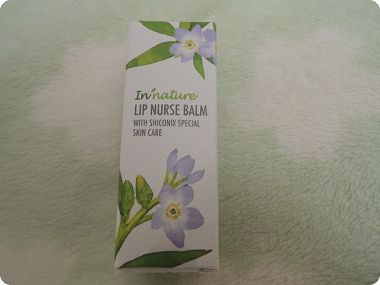 In nature
LIP NURSE BALM
WITH SHICONIX SPECIAL
SKIN CARE